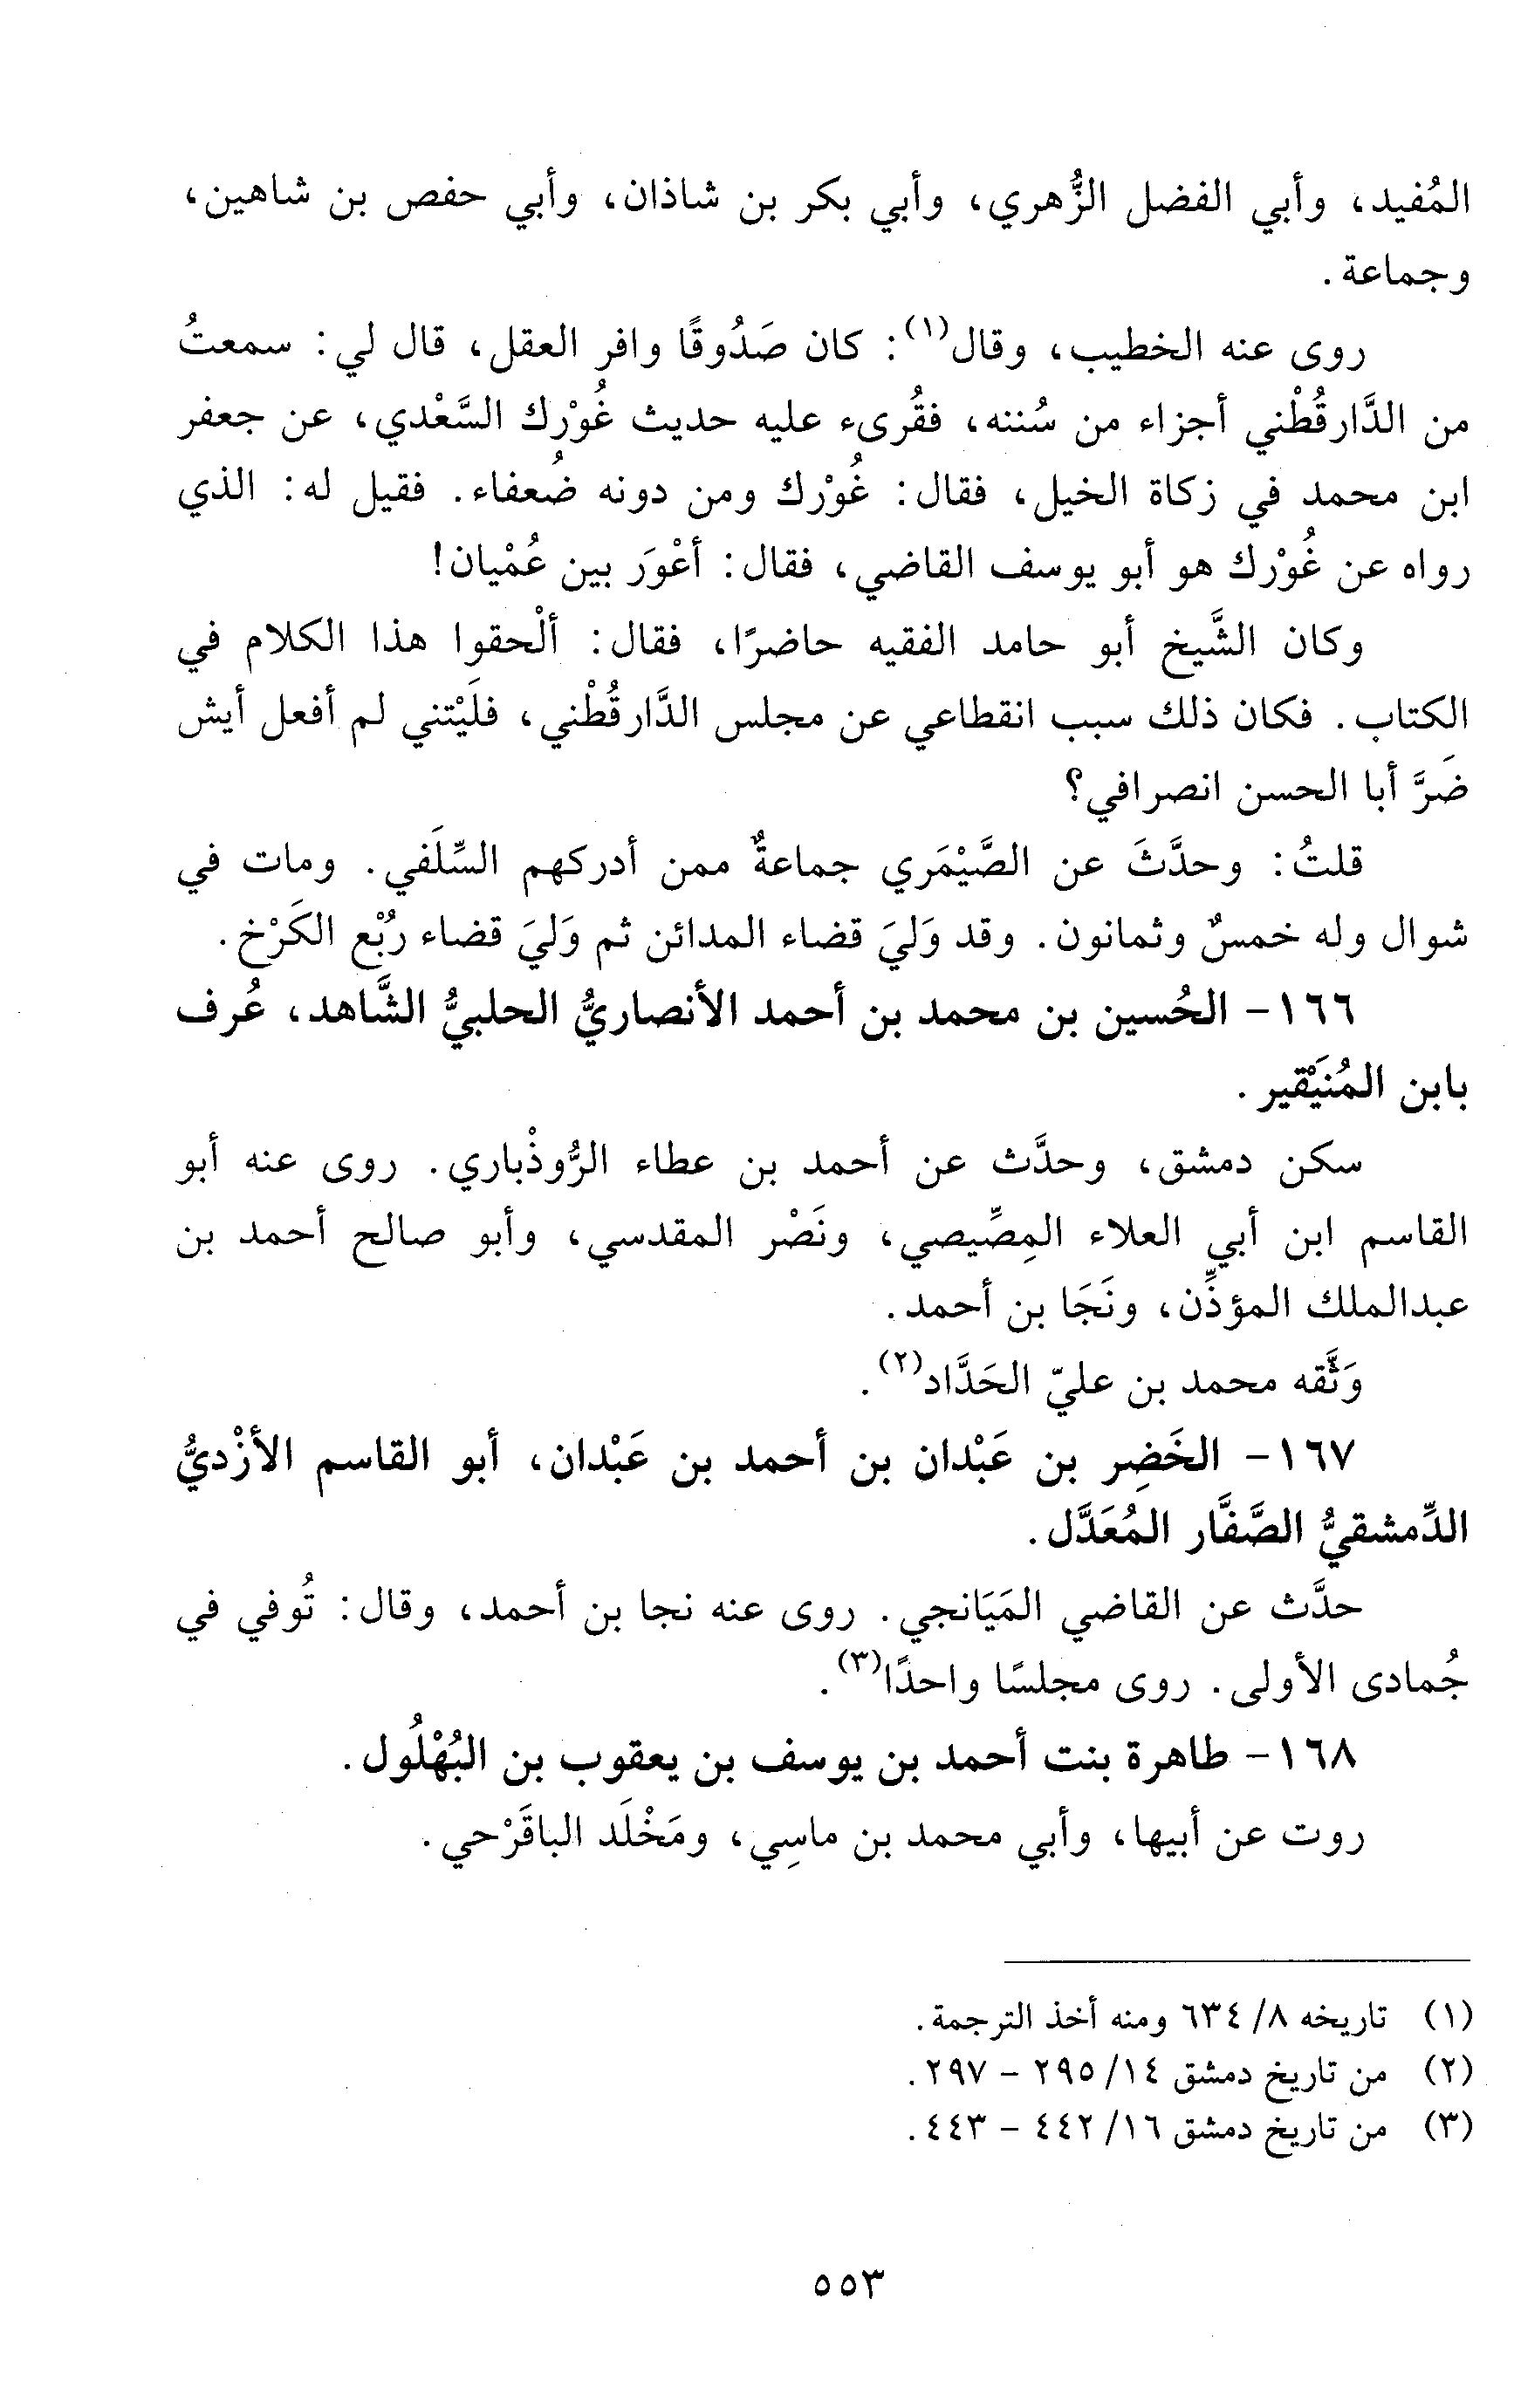 المُفيد، وأبي الفضل الزُّهري، وأبي بكر بن شاذان، وأبي حفص بن شاهين،
وجماعة.
روى عنه الخطيب، وقال(١): كان صَدُوقًا وافر العقل، قال لي: سمعتُ
من الدَّارقُطْني أجزاء من سُننه، فقُرىء عليه حديث غُوْرك السَّعْدي، عن جعفر
ابن محمد في زكاة الخيل، فقال: غُوْرك ومن دونه ضُعفاء. فقيل له: الذي
رواه عن غُوْرك هو أبو يوسف القاضي، فقال: أعْورَ بين عُمْيان!
وكان الشَّيخ أبو حامد الفقيه حاضرًا، فقال: ألْحقوا هذا الكلام في
الكتاب. فكان ذلك سبب انقطاعي عن مجلس الدَّارقُطْني، فلَيْتني لم أفعل أيش
ضَرَّ أبا الحسن انصرافي؟
قلتُ: وحدَّثَ عن الصَّيْمَري جماعةٌ ممن أدركهم السِّلَفي. ومات في
شوال وله خمسٌ وثمانون. وقد وَليَ قضاء المدائن ثم وَليَ قضاء رُبْع الكَرْخ.
١٦٦- الحُسين بن محمد بن أحمد الأنصاريُّ الحلبيُّ الشَّاهد، عُرف
بابن المُنَيْقير.
سكن دمشق، وحدَّث عن أحمد بن عطاء الرُّوذْباري. روى عنه أبو
القاسم ابن أبي العلاء المِصِّيصي، ونَصْر المقدسي، وأبو صالح أحمد بن
عبدالملك المؤذِّن، ونَجَا بن أحمد.
وَثَّقه محمد بن عليّ الحَدَّاد(٢).
١٦٧- الخَضِر بن عَبْدان بن أحمد بن عَبْدان، أبو القاسم الأزْديُّ
الدِّمشقيُّ الصَّفَّار المُعَدَّل.
حدَّث عن القاضي المَيَانجي. روى عنه نجا بن أحمد، وقال: تُوفي في
جُمادى الأولى. روى مجلسًا واحدًا(٣).
١٦٨- طاهرة بنت أحمد بن يوسف بن يعقوب بن البُهْلُول.
روت عن أبيها، وأبي محمد بن ماسِي، ومَخْلَد الباقَرْحي.
(١) تاريخه ٨/ ٦٣٤ ومنه أخذ الترجمة.
(٢) من تاريخ دمشق ١٤/ ٢٩٥ - ٢٩٧.
(٣) من تاريخ دمشق ١٦/ ٤٤٢ - ٤٤٣.
٥٥٣